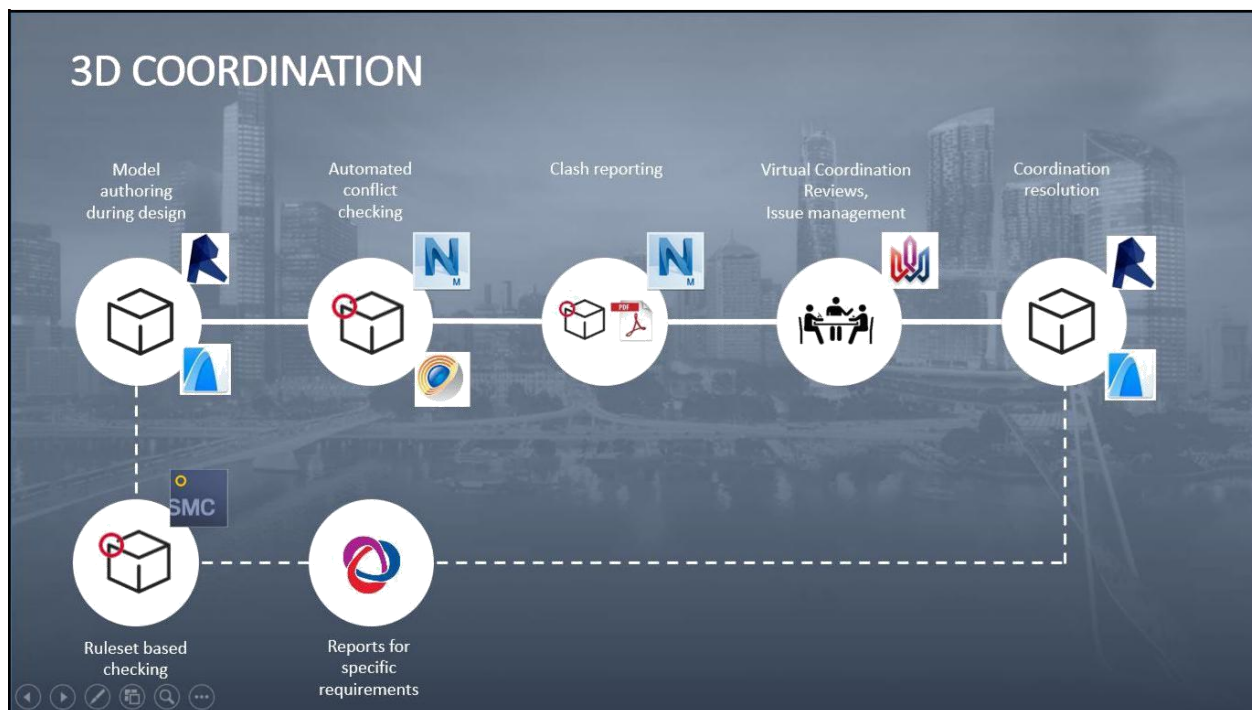 3D COORDINATION
Model
authoring
during design
Automated
conflict
checking
Clash reporting
Virtual Coordination
Reviews,
Issue management
Coordination
resolution
R
N
M
N
M
R
PDF
SMC
Ruleset based
checking
Reports for
specific
requirements